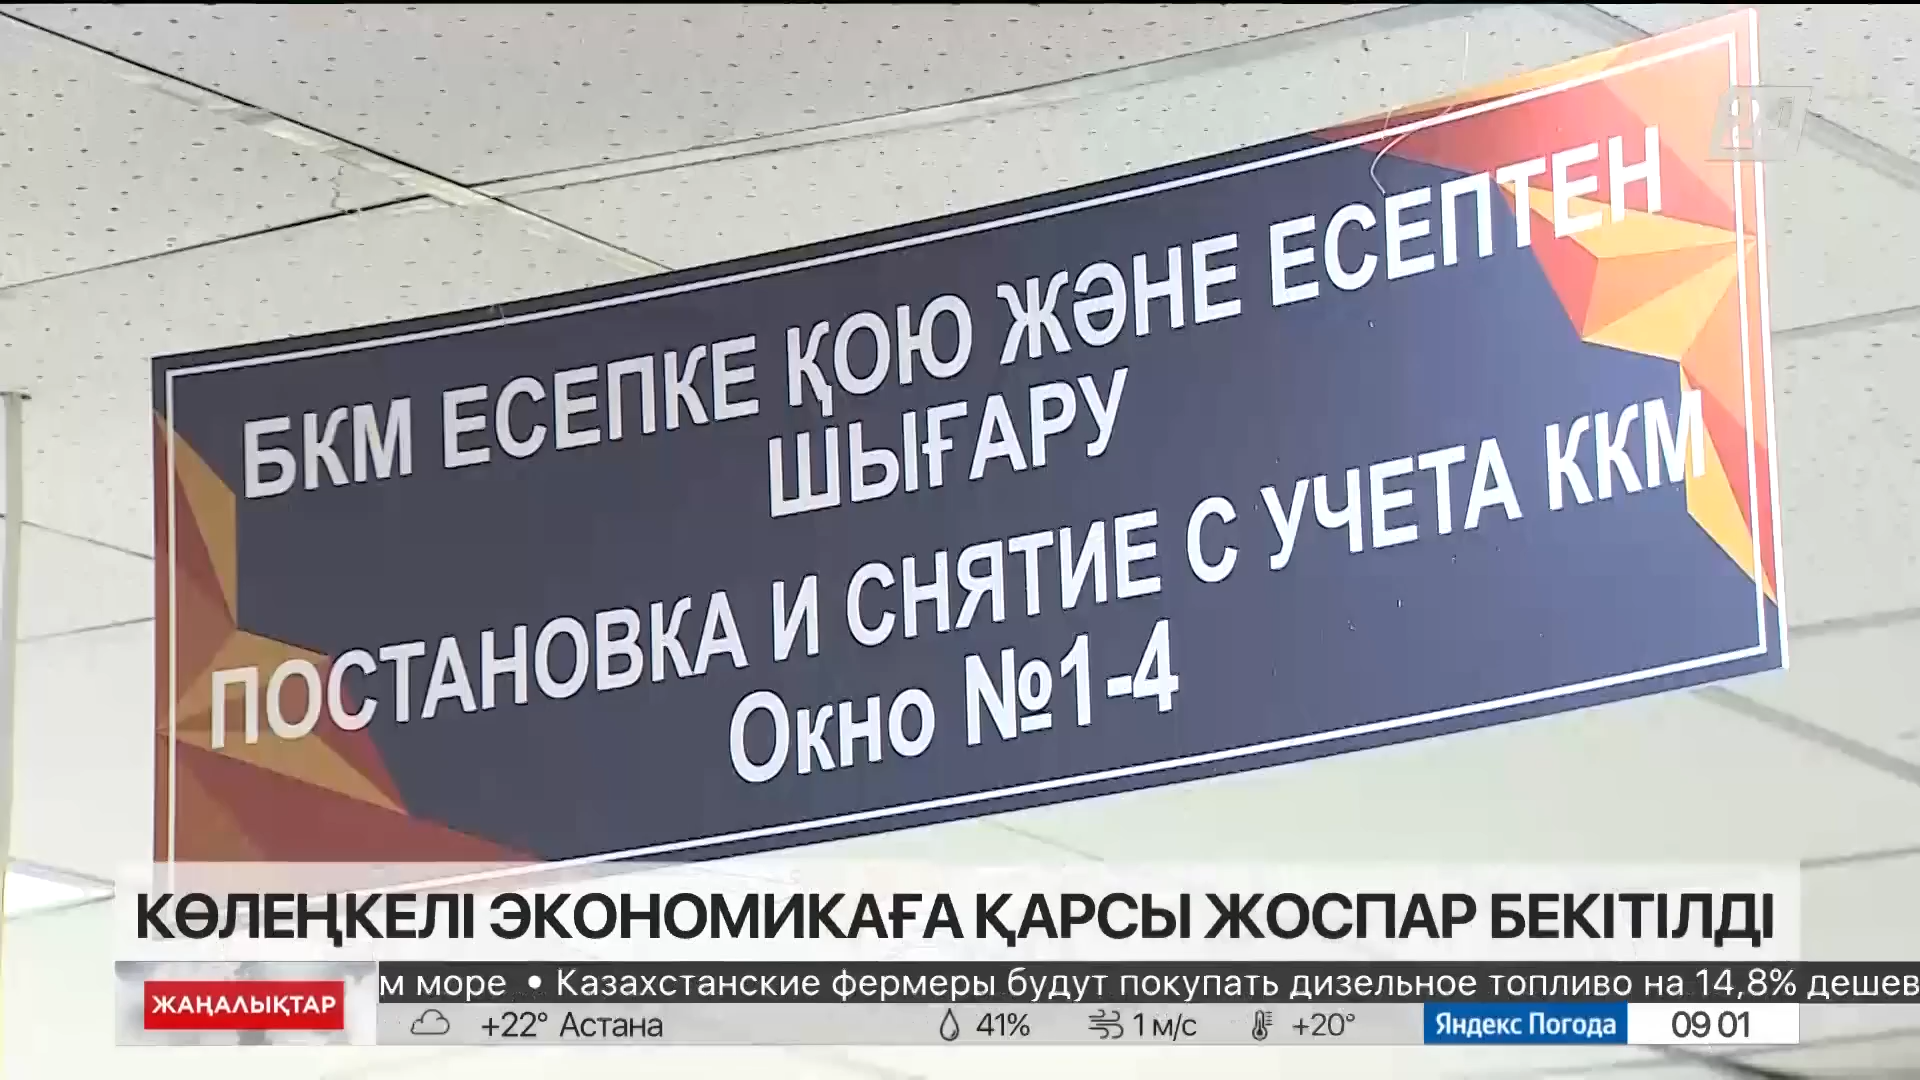 БКМ ЕСЕПКЕ ҚОЮ ЖӘНЕ ЕСЕПТЕН
ШЫҒАРУ
ПОСТАНОВКА И СНЯТИЕ С УЧЕТА ККМ
Окно №1-4
КӨЛЕҢКЕЛІ ЭКОНОМИКАҒА ҚАРСЫ ЖОСПАР БЕКІТІЛДІ
ЖАҢАЛЫҚТАР
м море • Казахстанские фермеры будут покупать дизельное топливо на 14,8% дешев
+22° Астана 41% 1 м/с +20° Яндекс Погода 09 01